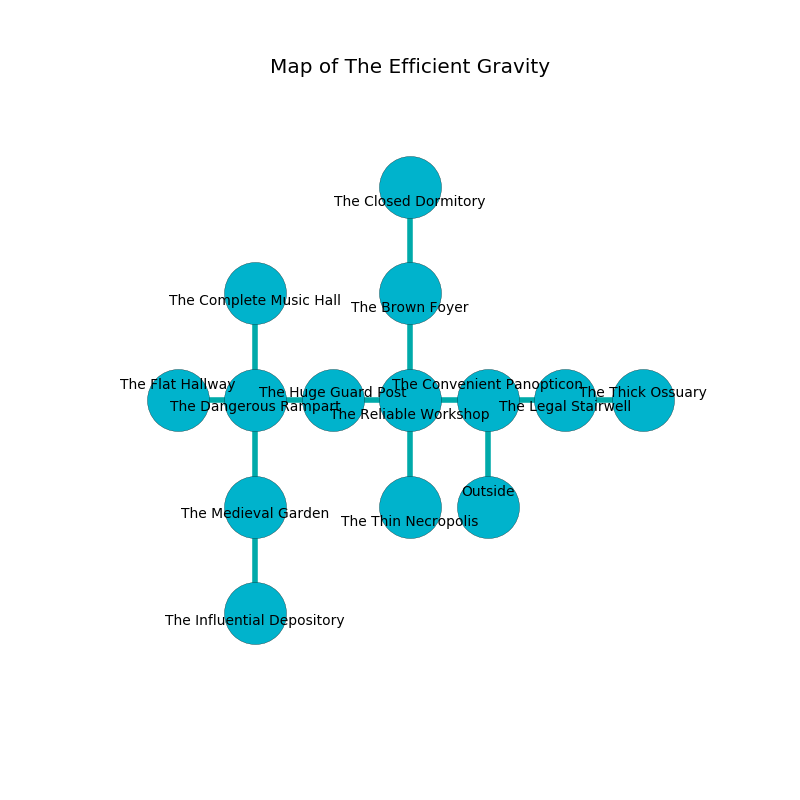 Map of The Efficient Gravity
The Closed Dormitory
The Complete Music Hall
The Brown Foyer
The Flat Hallway
The Dangerous Rampart
The Huge Guard Post
The Reliable Workshop
The Convenient Panopticon
The Legal Stairwell
The Thick Ossuary
The Medieval Garden
The Thin Necropolis
Outside
The Influential Depository